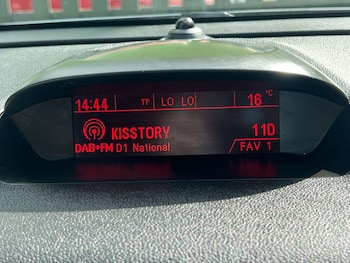 14:44 TP LO LO 16 °C
KISSTORY 11D
DAB+FM D1 National FAV 1